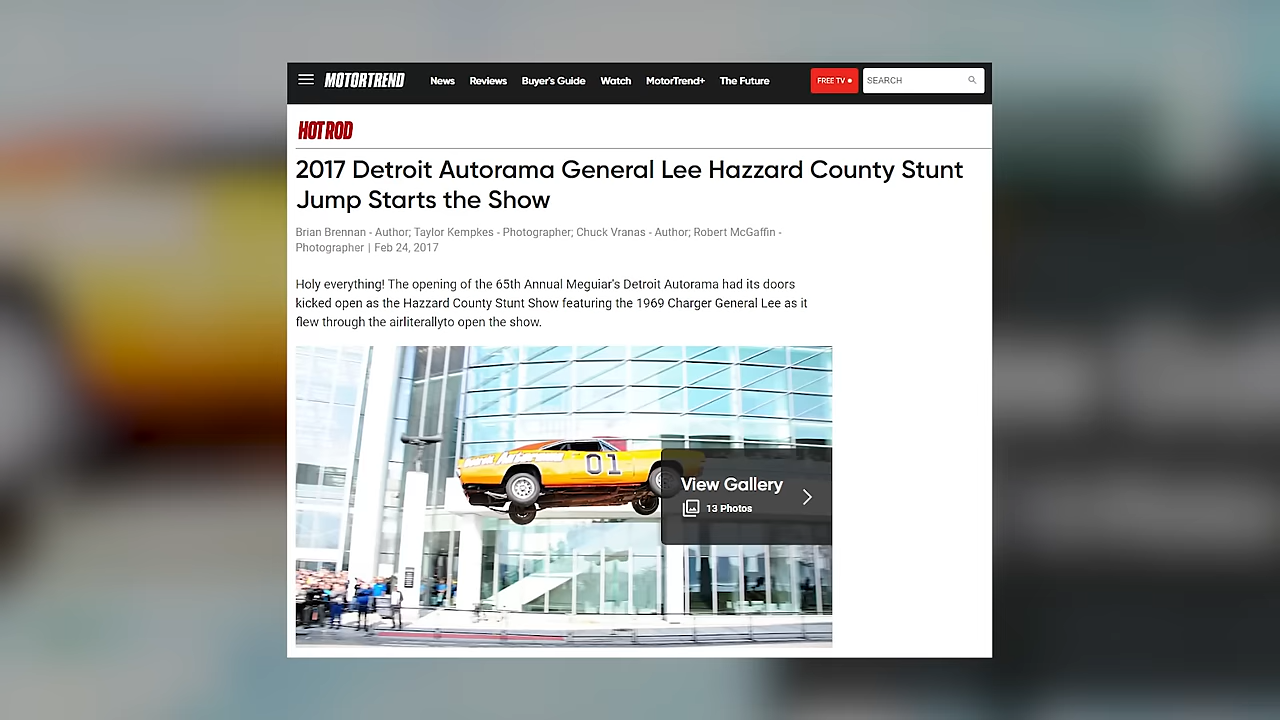 MOTORTREND News Reviews Buyer's Guide Watch MotorTrend+ The Future FREE TV SEARCH
HOT ROD
2017 Detroit Autorama General Lee Hazzard County Stunt
Jump Starts the Show
Brian Brennan - Author; Taylor Kempkes - Photographer; Chuck Vranas - Author; Robert McGaffin -
Photographer | Feb 24, 2017
Holy everything! The opening of the 65th Annual Meguiar's Detroit Autorama had its doors
kicked open as the Hazzard County Stunt Show featuring the 1969 Charger General Lee as it
flew through the airliterallyto open the show.
01
View Gallery
13 Photos